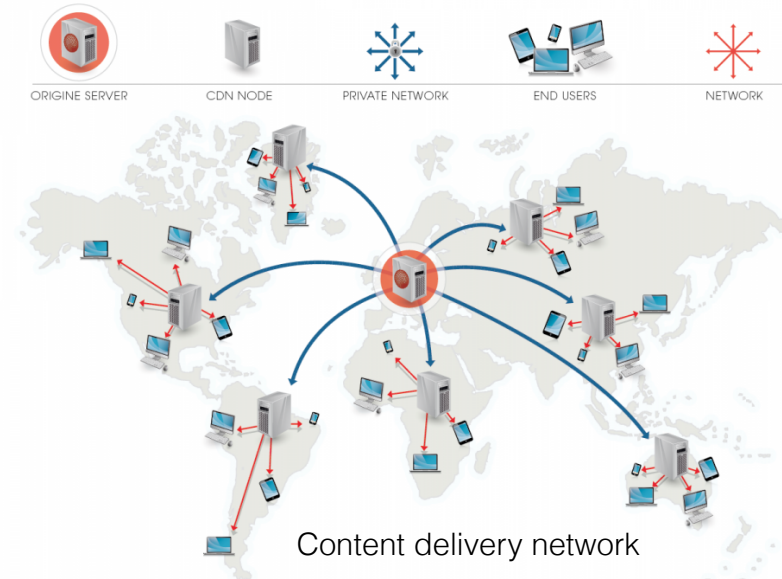 ORIGINE SERVER
CDN NODE
PRIVATE NETWORK
END USERS
NETWORK
Content delivery network